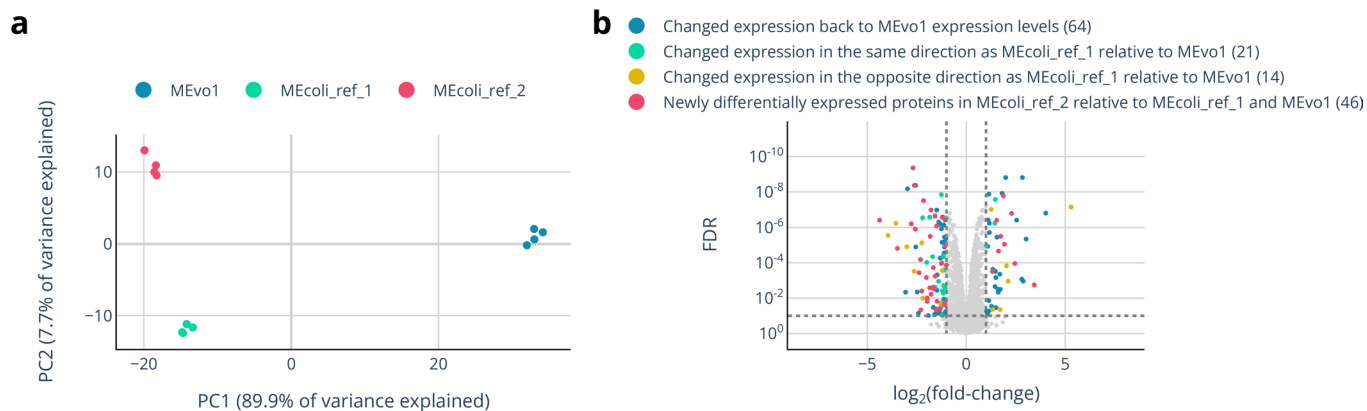 a
MEvo1 MEcoli_ref_1 MEcoli_ref_2
PC2 (7.7% of variance explained)
10
0
−10
−20 0 20
PC1 (89.9% of variance explained)
b
Changed expression back to MEvo1 expression levels (64)
Changed expression in the same direction as MEcoli_ref_1 relative to MEvo1 (21)
Changed expression in the opposite direction as MEcoli_ref_1 relative to MEvo1 (14)
Newly differentially expressed proteins in MEcoli_ref_2 relative to MEcoli_ref_1 and MEvo1 (46)
FDR
10⁻¹⁰
10⁻⁸
10⁻⁶
10⁻⁴
10⁻²
10⁰
−5 0 5
log₂(fold-change)